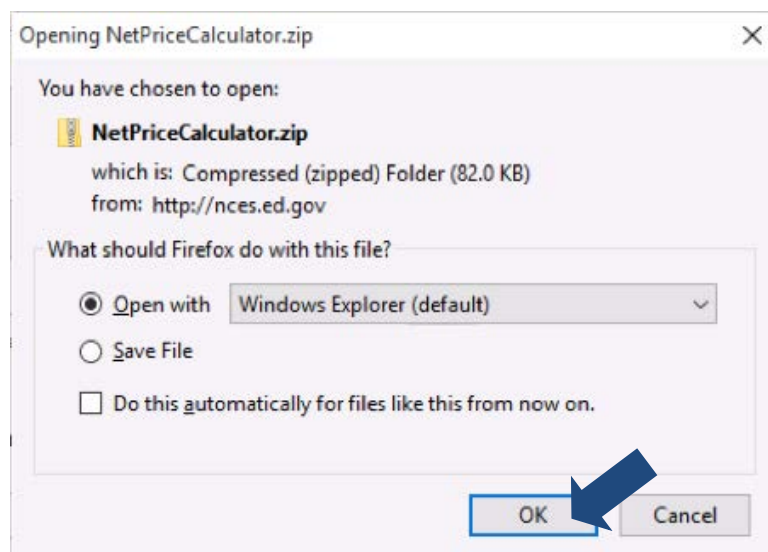 Opening NetPriceCalculator.zip
You have chosen to open:
NetPriceCalculator.zip
which is: Compressed (zipped) Folder (82.0 KB)
from: http://nces.ed.gov
What should Firefox do with this file?
Open with Windows Explorer (default)
Save File
Do this automatically for files like this from now on.
OK Cancel